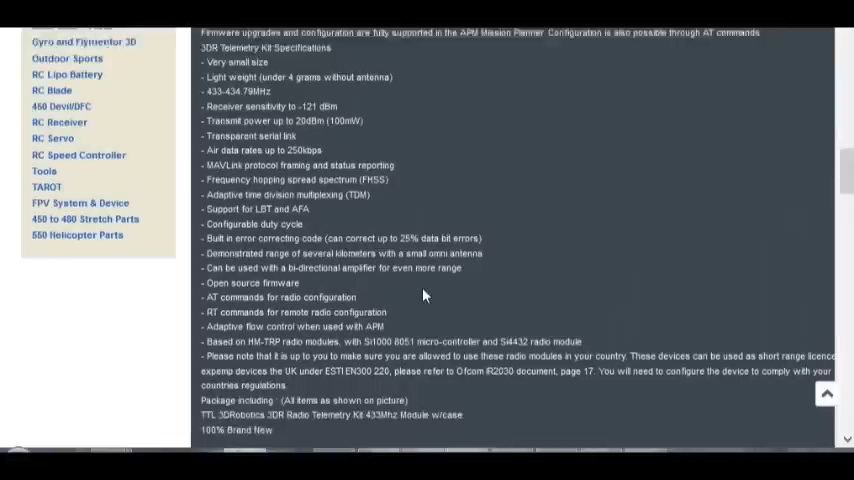 Gyro and Flymentor 3D
Outdoor Sports
RC Lipo Battery
RC Blade
450 Devil/DFC
RC Receiver
RC Servo
RC Speed Controller
Tools
TAROT
FPV System & Device
450 to 480 Stretch Parts
550 Helicopter Parts
Firmware upgrades and configuration are fully supported in the APM Mission Planner. Configuration is also possible through AT commands
3DR Telemetry Kit Specifications
- Very small size
- Light weight (under 4 grams without antenna)
- 433-434.79MHz
- Receiver sensitivity to -121 dBm
- Transmit power up to 20dBm (100mW)
- Transparent serial link
- Air data rates up to 250kbps
- MAVLink protocol framing and status reporting
- Frequency hopping spread spectrum (FHSS)
- Adaptive time division multiplexing (TDM)
- Support for LBT and AFA
- Configurable duty cycle
- Built in error correcting code (can correct up to 25% data bit errors)
- Demonstrated range of several kilometers with a small omni antenna
- Can be used with a bi-directional amplifier for even more range
- Open source firmware
- AT commands for radio configuration
- RT commands for remote radio configuration
- Adaptive flow control when used with APM
- Based on HM-TRP radio modules, with Si1000 8051 micro-controller and Si4432 radio module
- Please note that it is up to you to make sure you are allowed to use these radio modules in your country. These devices can be used as short range licence
expemp devices the UK under ESTI EN300 220, please refer to Ofcom IR2030 document, page 17. You will need to configure the device to comply with your
countries regulations.
Package including : (All items as shown on picture)
TTL 3DRobotics 3DR Radio Telemetry Kit 433Mhz Module w/case
100% Brand New